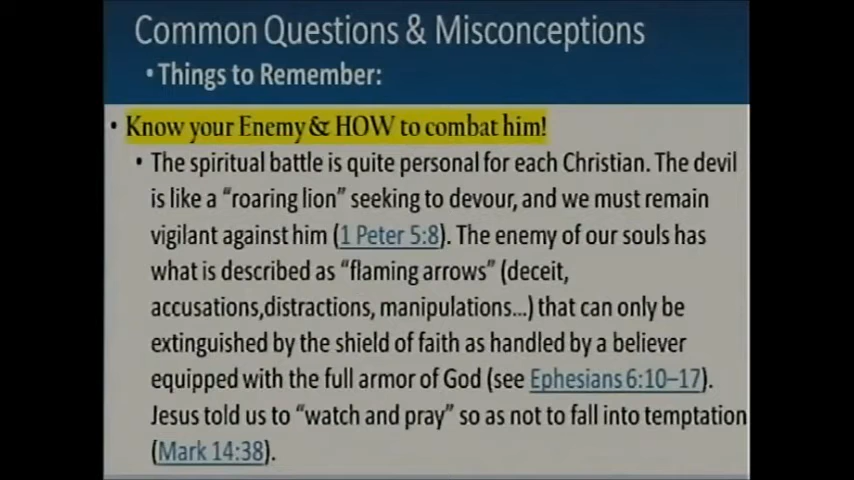 Common Questions & Misconceptions
•Things to Remember:
• Know your Enemy & HOW to combat him!
• The spiritual battle is quite personal for each Christian. The devil
is like a “roaring lion” seeking to devour, and we must remain
vigilant against him (1 Peter 5:8). The enemy of our souls has
what is described as “flaming arrows” (deceit,
accusations,distractions, manipulations...) that can only be
extinguished by the shield of faith as handled by a believer
equipped with the full armor of God (see Ephesians 6:10–17).
Jesus told us to “watch and pray” so as not to fall into temptation
(Mark 14:38).